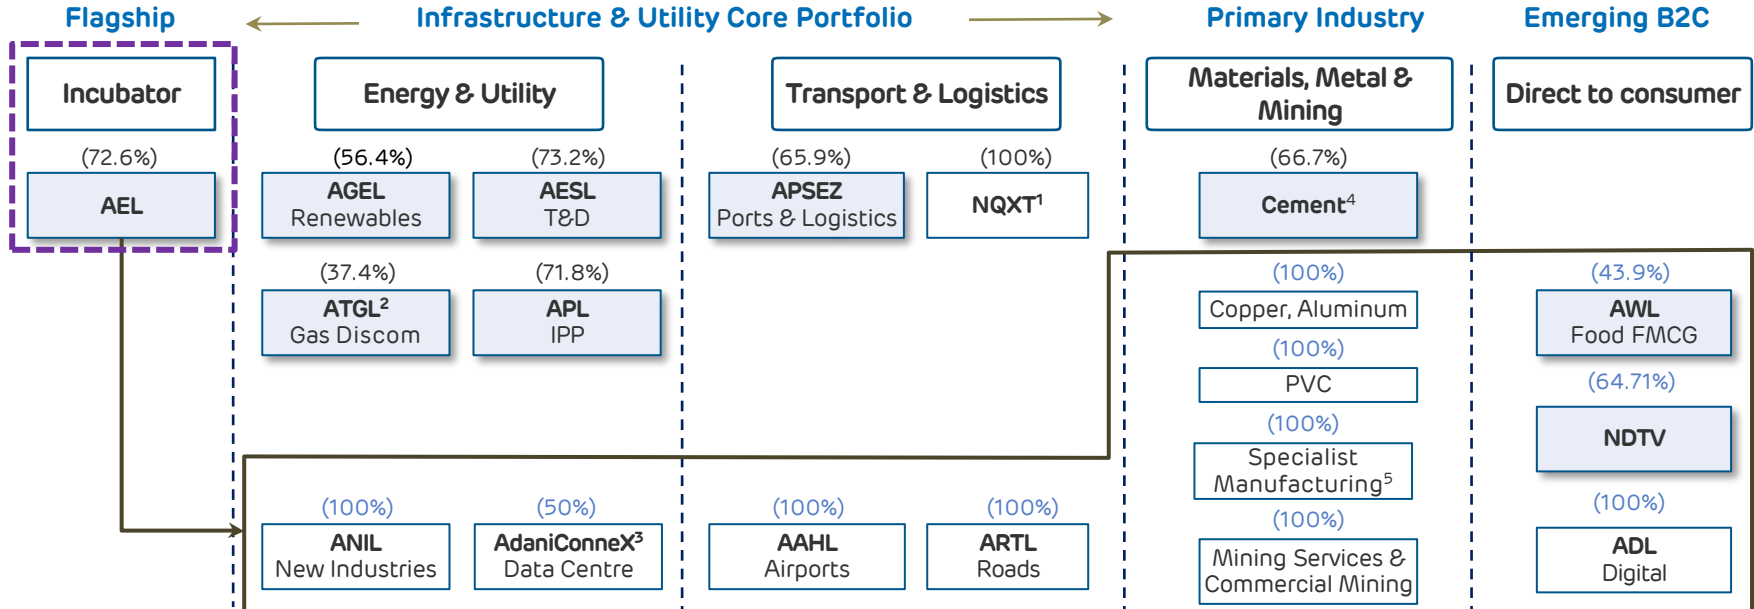 Flagship
Infrastructure & Utility Core Portfolio
Primary Industry
Emerging B2C
Incubator
Energy & Utility
Transport & Logistics
Materials, Metal &
Mining
Direct to consumer
(72.6%)
AEL
(56.4%)
AGEL
Renewables
(73.2%)
AESL
T&D
(65.9%)
APSEZ
Ports & Logistics
(100%)
NQXT¹
(66.7%)
Cement⁴
(37.4%)
ATGL²
Gas Discom
(71.8%)
APL
IPP
(100%)
Copper, Aluminum
(100%)
PVC
(100%)
Specialist
Manufacturing⁵
(100%)
Mining Services &
Commercial Mining
(43.9%)
AWL
Food FMCG
(64.71%)
NDTV
(100%)
ADL
Digital
(100%)
ANIL
New Industries
(50%)
AdaniConneX³
Data Centre
(100%)
AAHL
Airports
(100%)
ARTL
Roads